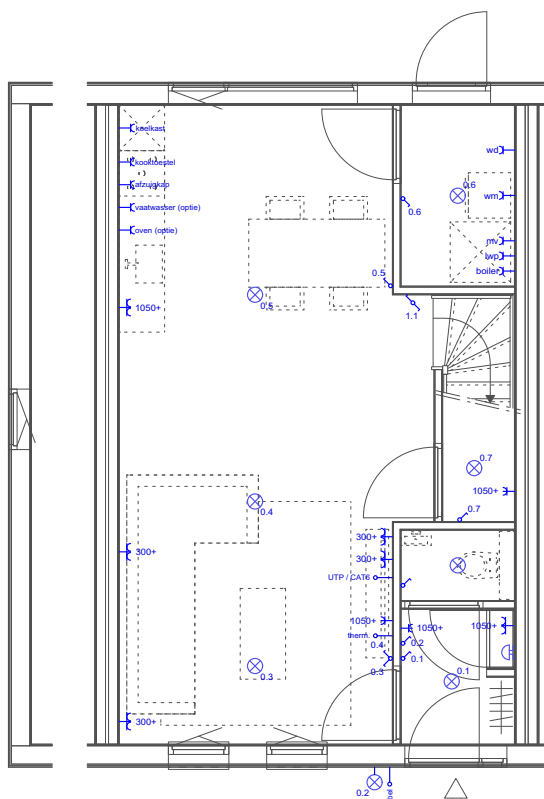 koelkast
kooktoestel
afzuigkap
vaatwasser (optie)
oven (optie)
1050+
wd
0.6
wm
0.6
mv
lwp
boiler
0.5
0.5
1.1
0.7
1050+
0.7
0.4
300+
300+
300+
UTP / CAT6
1050+
1050+
1050+
therm.
0.4
0.2
0.1
0.3
0.3
0.1
300+
0.2
bel